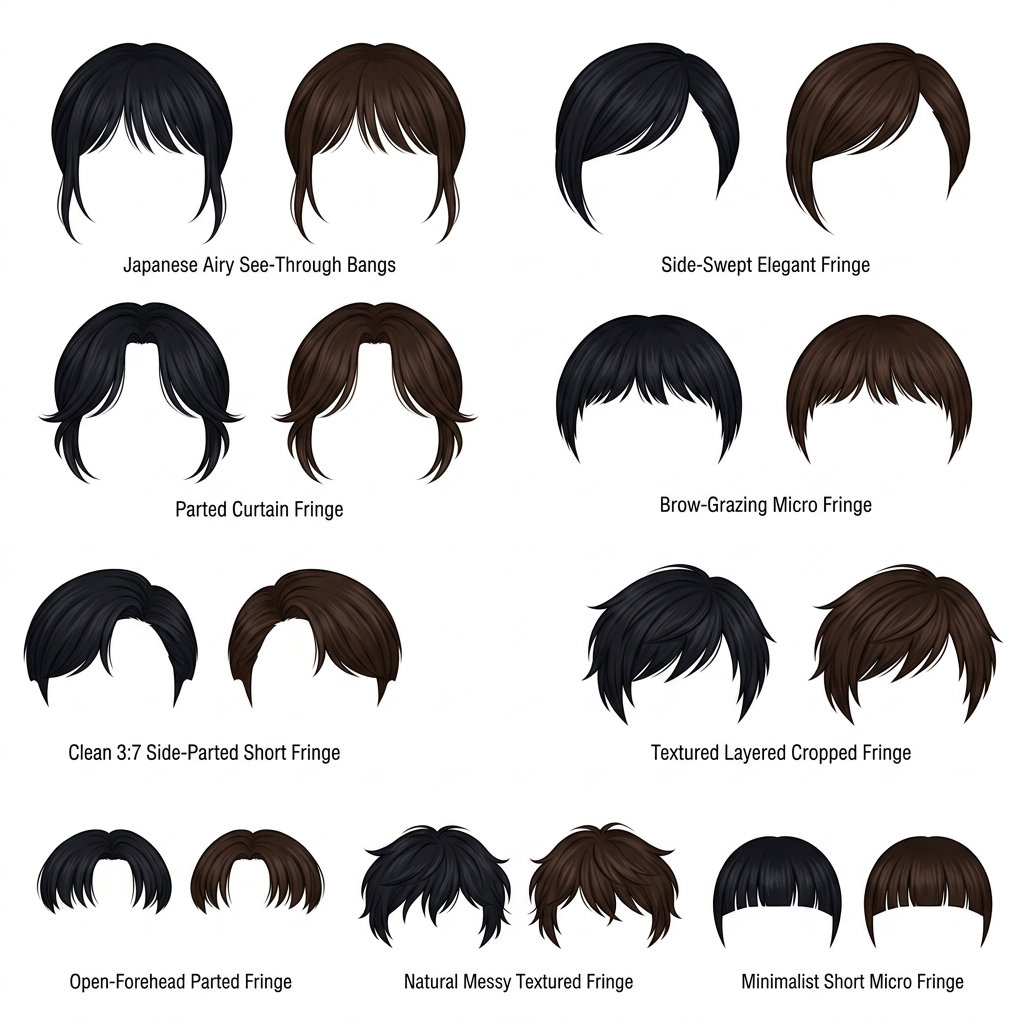 Japanese Airy See-Through Bangs
Side-Swept Elegant Fringe
Parted Curtain Fringe
Brow-Grazing Micro Fringe
Clean 3:7 Side-Parted Short Fringe
Textured Layered Cropped Fringe
Open-Forehead Parted Fringe
Natural Messy Textured Fringe
Minimalist Short Micro Fringe